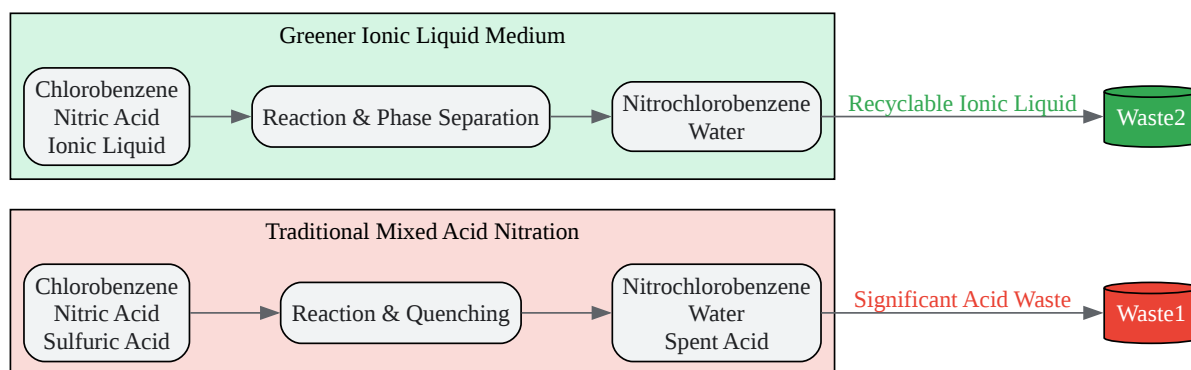 Greener Ionic Liquid Medium
Chlorobenzene
Nitric Acid
Ionic Liquid
Reaction & Phase Separation
Nitrochlorobenzene
Water
Recyclable Ionic Liquid
Waste2
Traditional Mixed Acid Nitration
Chlorobenzene
Nitric Acid
Sulfuric Acid
Reaction & Quenching
Nitrochlorobenzene
Water
Spent Acid
Significant Acid Waste
Waste1